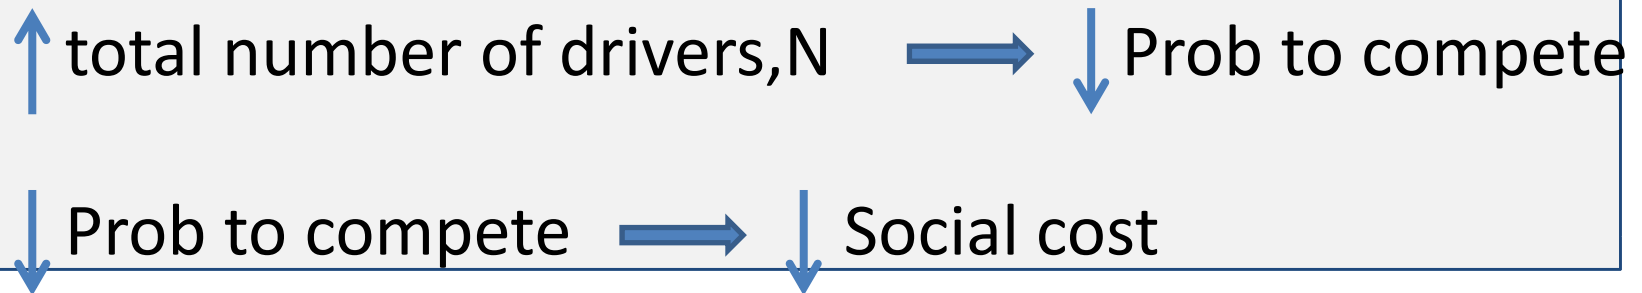 total number of drivers,N Prob to compete
Prob to compete Social cost